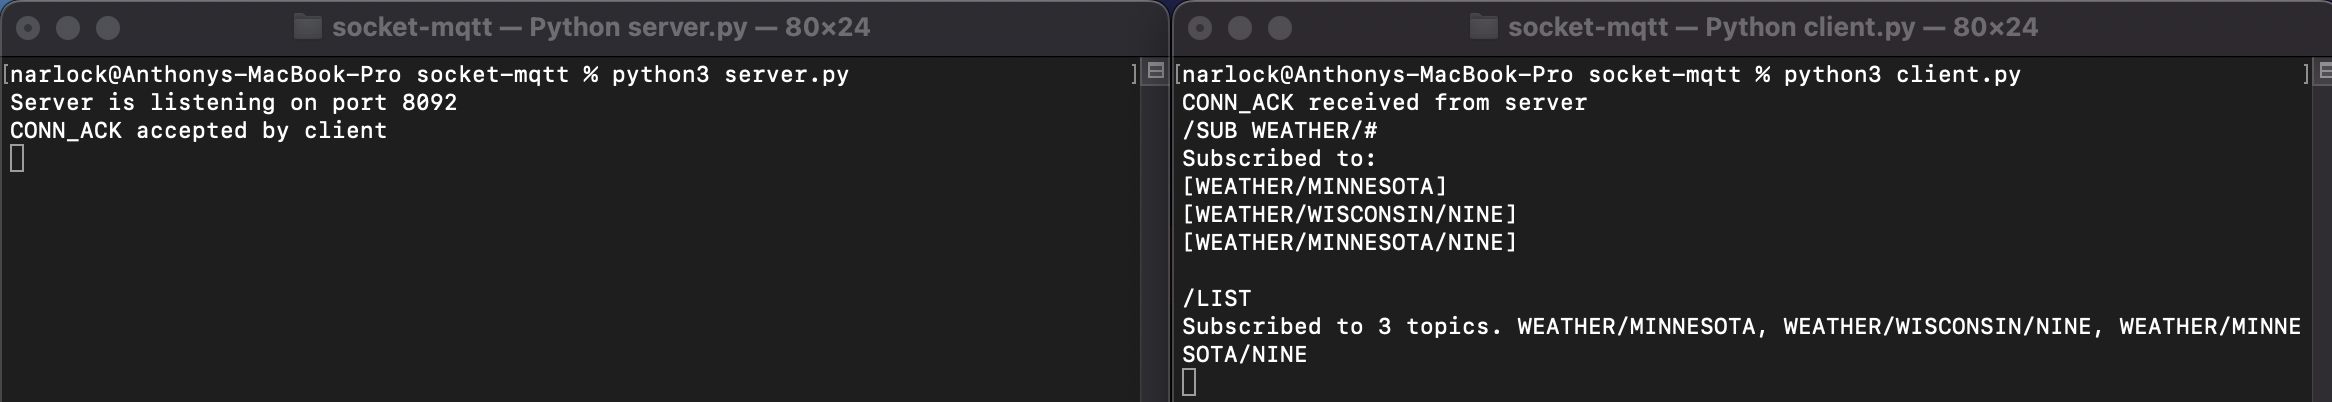 socket-mqtt — Python server.py — 80×24
[narlock@Anthonys-MacBook-Pro socket-mqtt % python3 server.py ]
Server is listening on port 8092
CONN_ACK accepted by client
socket-mqtt — Python client.py — 80×24
[narlock@Anthonys-MacBook-Pro socket-mqtt % python3 client.py ]
CONN_ACK received from server
/SUB WEATHER/#
Subscribed to:
[WEATHER/MINNESOTA]
[WEATHER/WISCONSIN/NINE]
[WEATHER/MINNESOTA/NINE]
/LIST
Subscribed to 3 topics. WEATHER/MINNESOTA, WEATHER/WISCONSIN/NINE, WEATHER/MINNE
SOTA/NINE